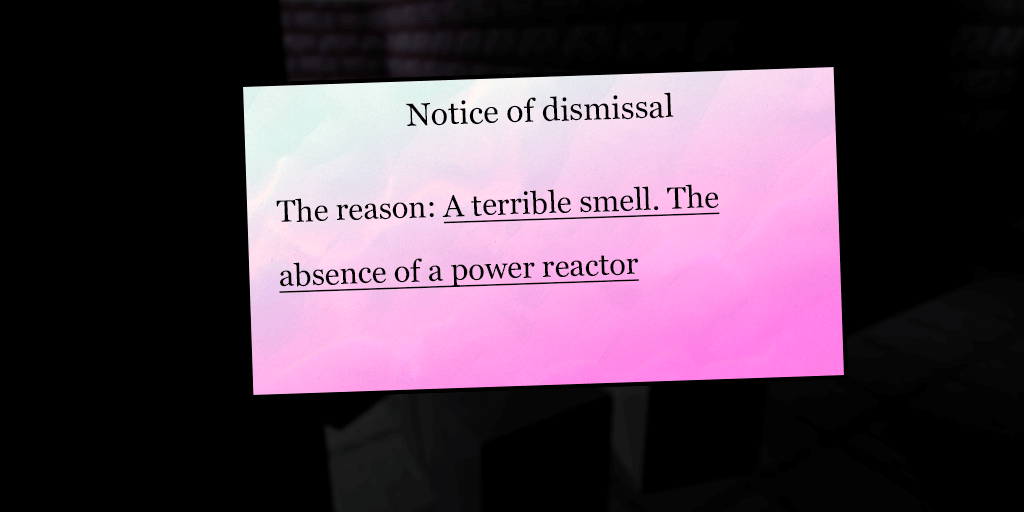 Notice of dismissal
The reason: A terrible smell. The
absence of a power reactor